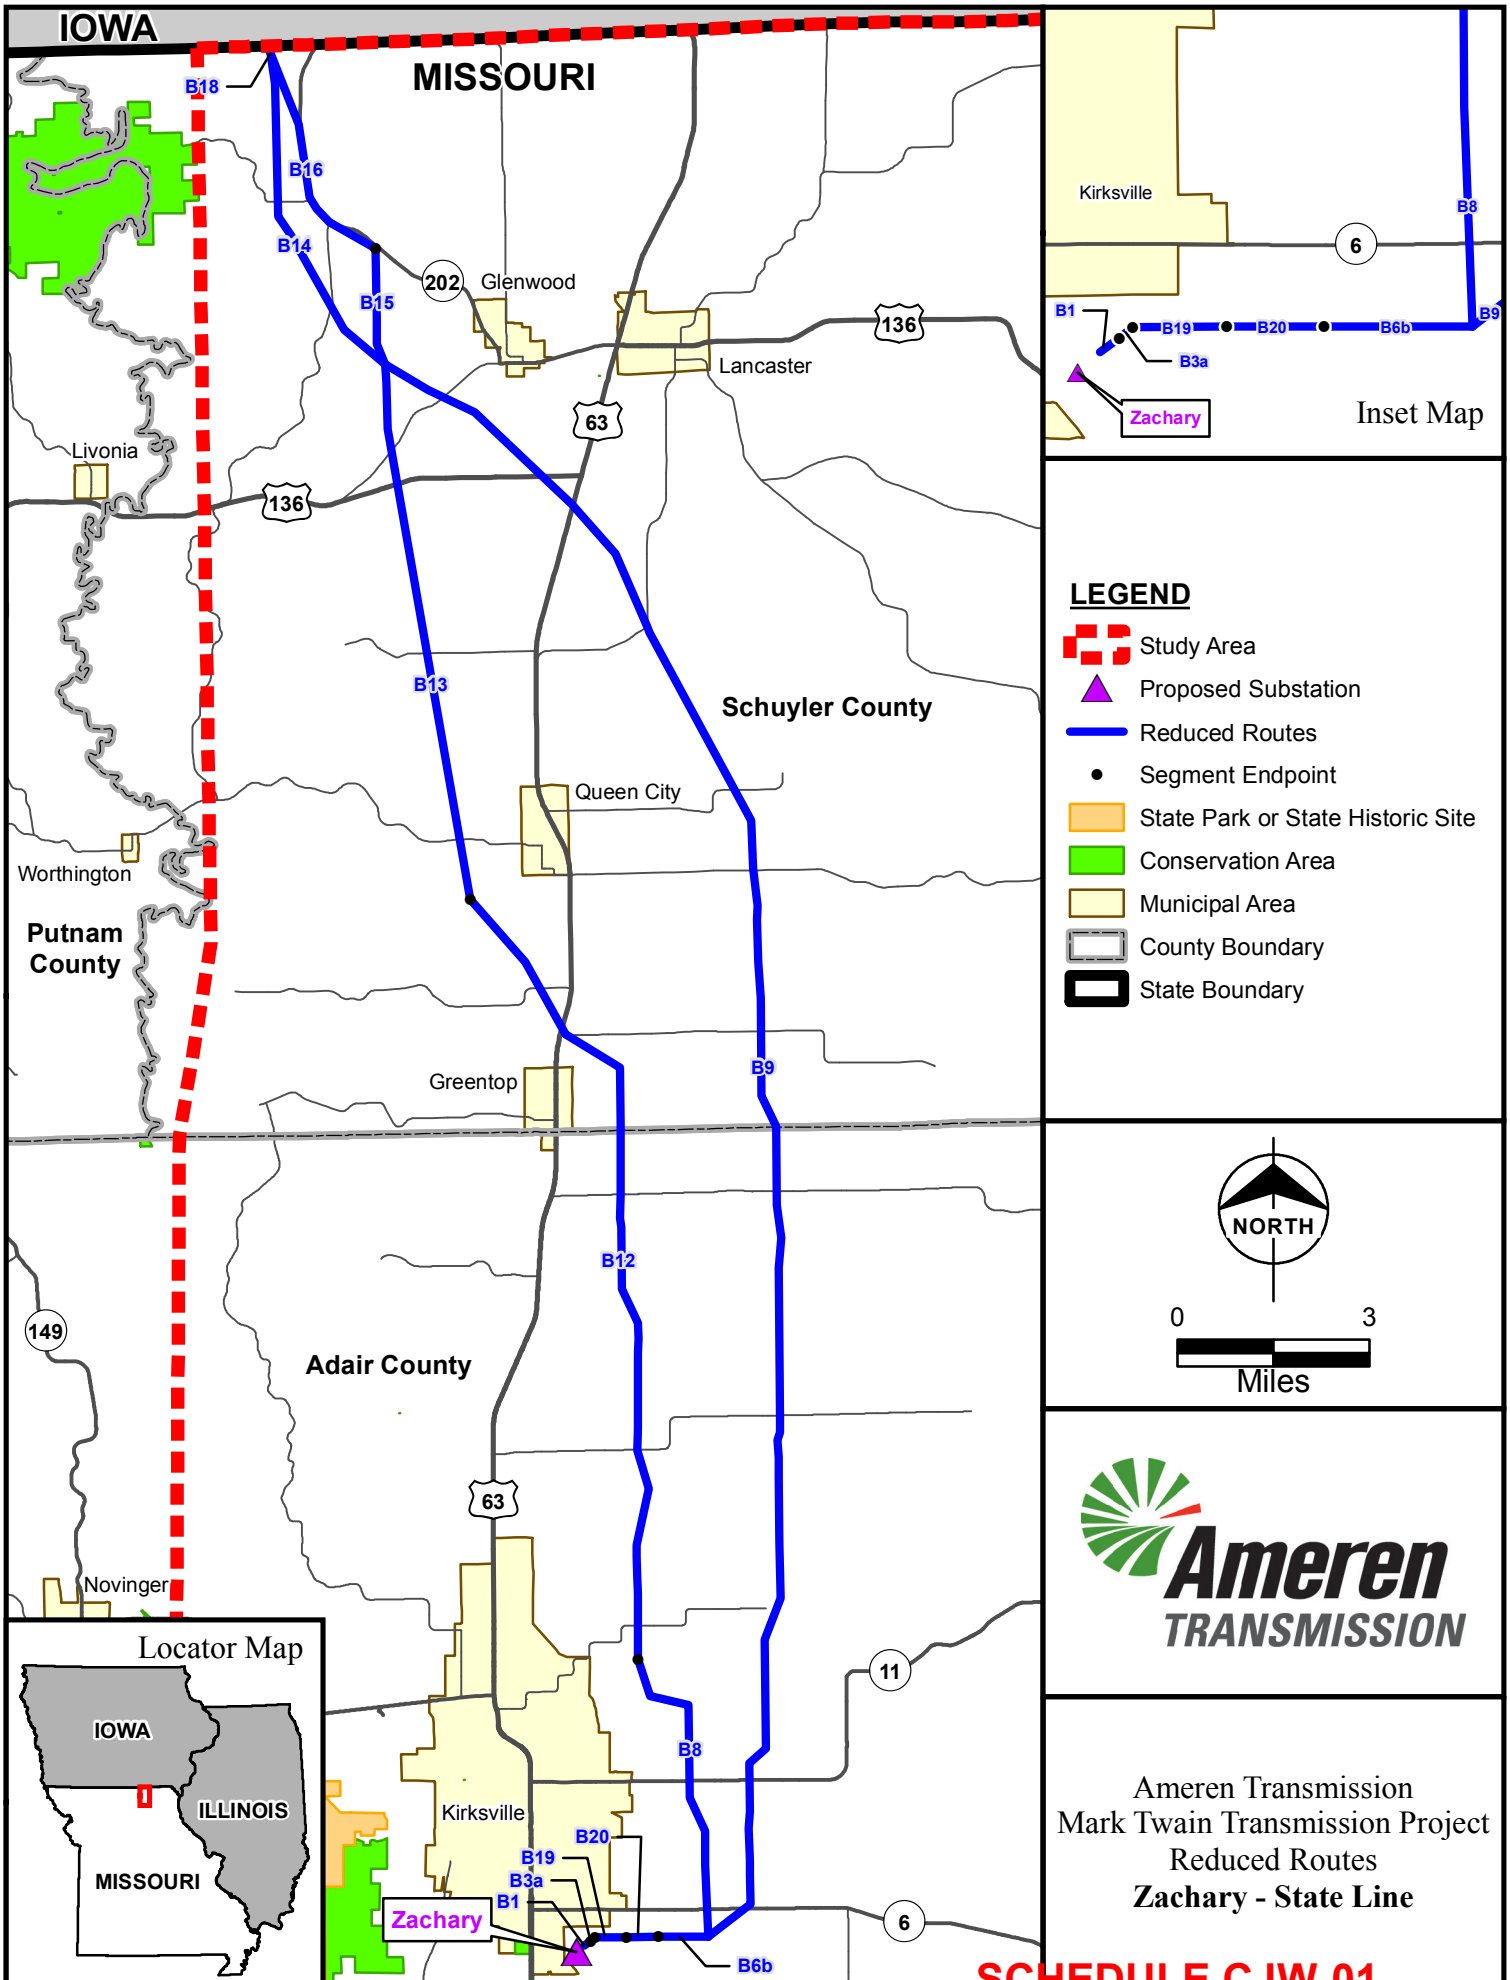 IOWA
MISSOURI
B18
B16
B14
B15
202
Glenwood
136
Lancaster
63
Livonia
136
B13
Schuyler County
Queen City
Worthington
Putnam
County
B9
Greentop
B12
149
Adair County
63
Novinger
11
B8
Kirksville
B20
B19
B3a
B1
Zachary
6
B6b
Locator Map
IOWA
ILLINOIS
MISSOURI
Kirksville
B8
6
B1
B19
B20
B6b
B9
B3a
Zachary
Inset Map
LEGEND
Study Area
Proposed Substation
Reduced Routes
Segment Endpoint
State Park or State Historic Site
Conservation Area
Municipal Area
County Boundary
State Boundary
NORTH
0 3
Miles
Ameren
TRANSMISSION
Ameren Transmission
Mark Twain Transmission Project
Reduced Routes
Zachary - State Line
SCHEDULE CJW-01